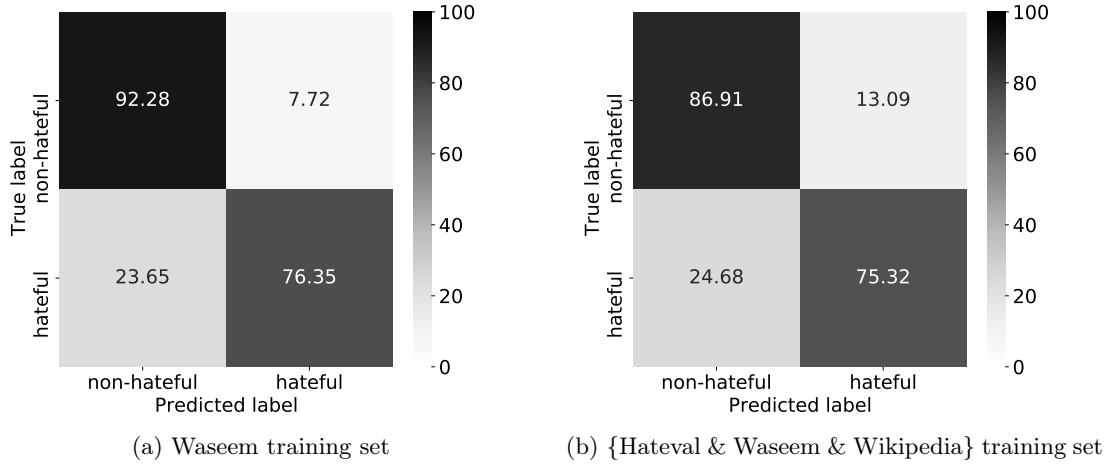 92.28 7.72
23.65 76.35
True label
non-hateful
hateful
non-hateful hateful
Predicted label
100
80
60
40
20
0
(a) Waseem training set
86.91 13.09
24.68 75.32
True label
non-hateful
hateful
non-hateful hateful
Predicted label
100
80
60
40
20
0
(b) {Hateval & Waseem & Wikipedia} training set